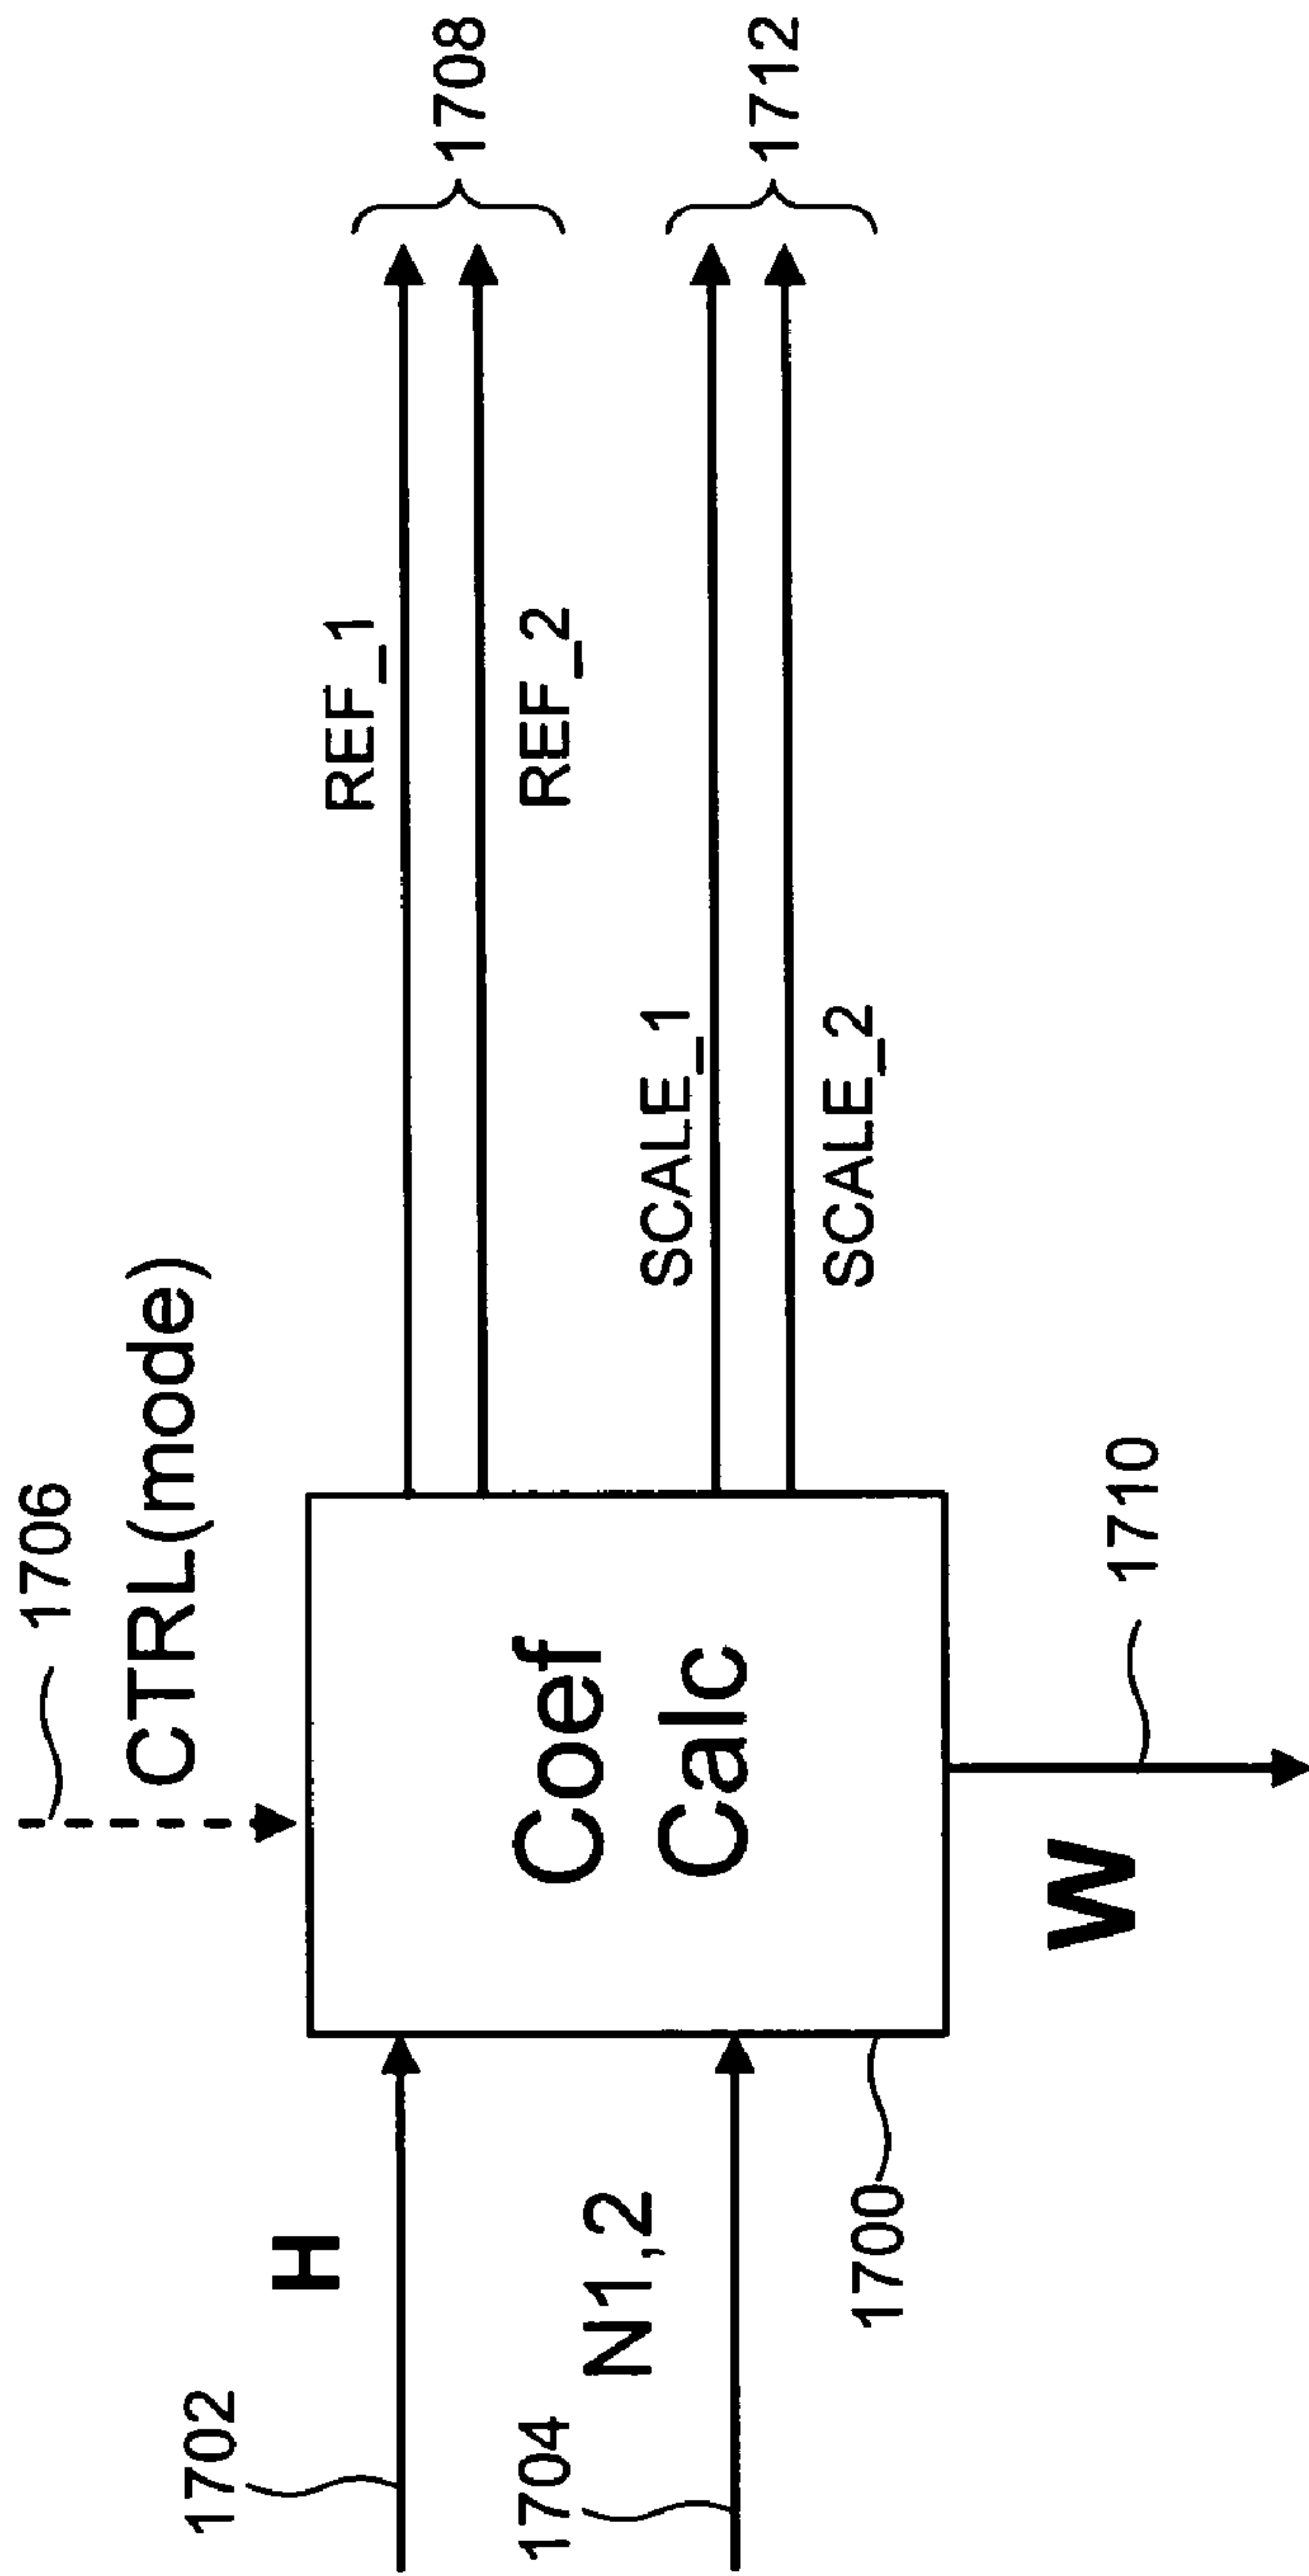 1706
CTRL(mode)
1702
H
REF_1
1708
REF_2
Coef
Calc
1704
N1,2
SCALE_1
1712
SCALE_2
1700
W
1710